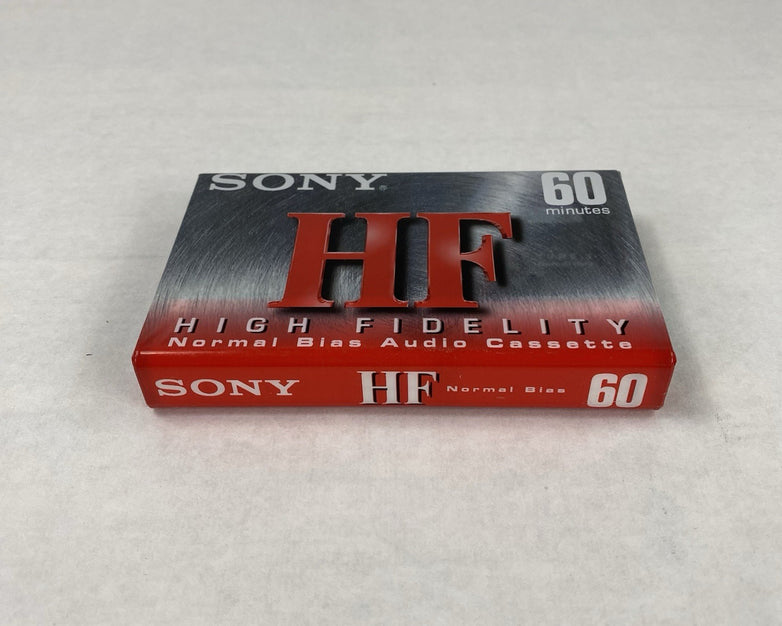 SONY®
60
minutes
HF
HIGH FIDELITY
Normal Bias Audio Cassette
SONY HF Normal Bias 60